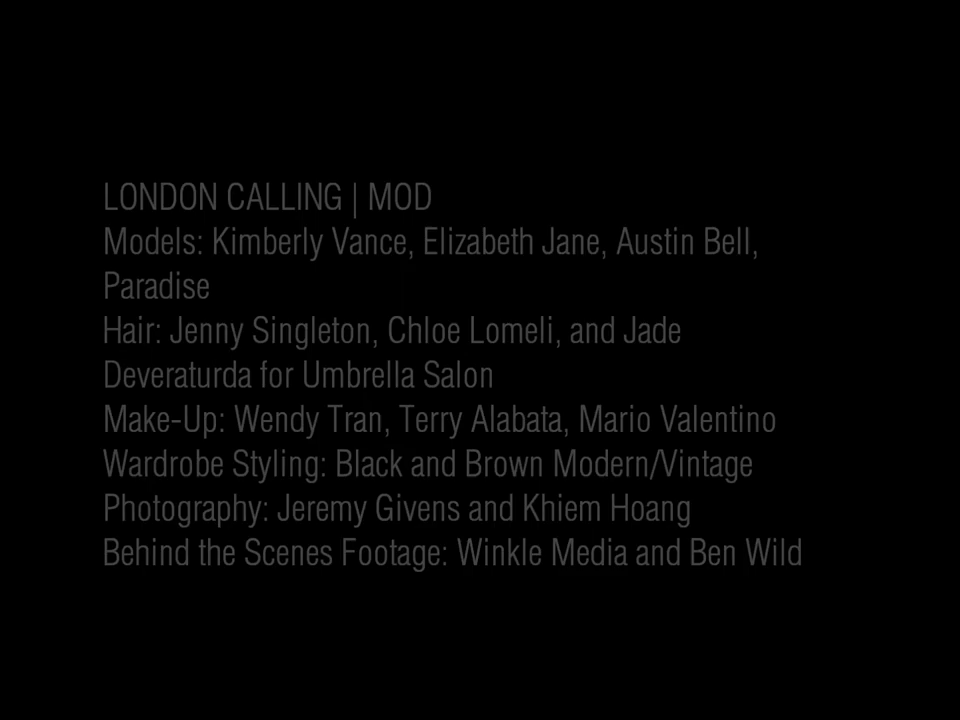 LONDON CALLING | MOD
Models: Kimberly Vance, Elizabeth Jane, Austin Bell,
Paradise
Hair: Jenny Singleton, Chloe Lomeli, and Jade
Deveraturda for Umbrella Salon
Make-Up: Wendy Tran, Terry Alabata, Mario Valentino
Wardrobe Styling: Black and Brown Modern/Vintage
Photography: Jeremy Givens and Khiem Hoang
Behind the Scenes Footage: Winkle Media and Ben Wild